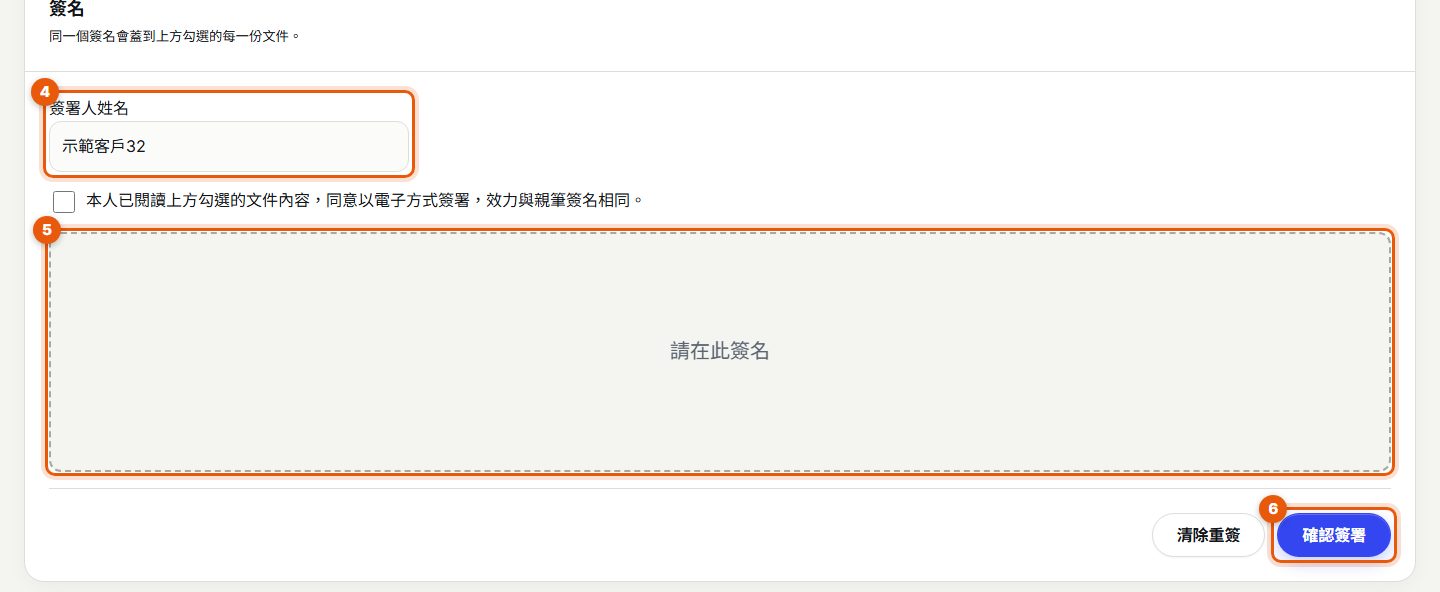 簽名
同一個簽名會蓋到上方勾選的每一份文件。
4
簽署人姓名
示範客戶32
本人已閱讀上方勾選的文件內容，同意以電子方式簽署，效力與親筆簽名相同。
5
請在此簽名
6
清除重簽
確認簽署